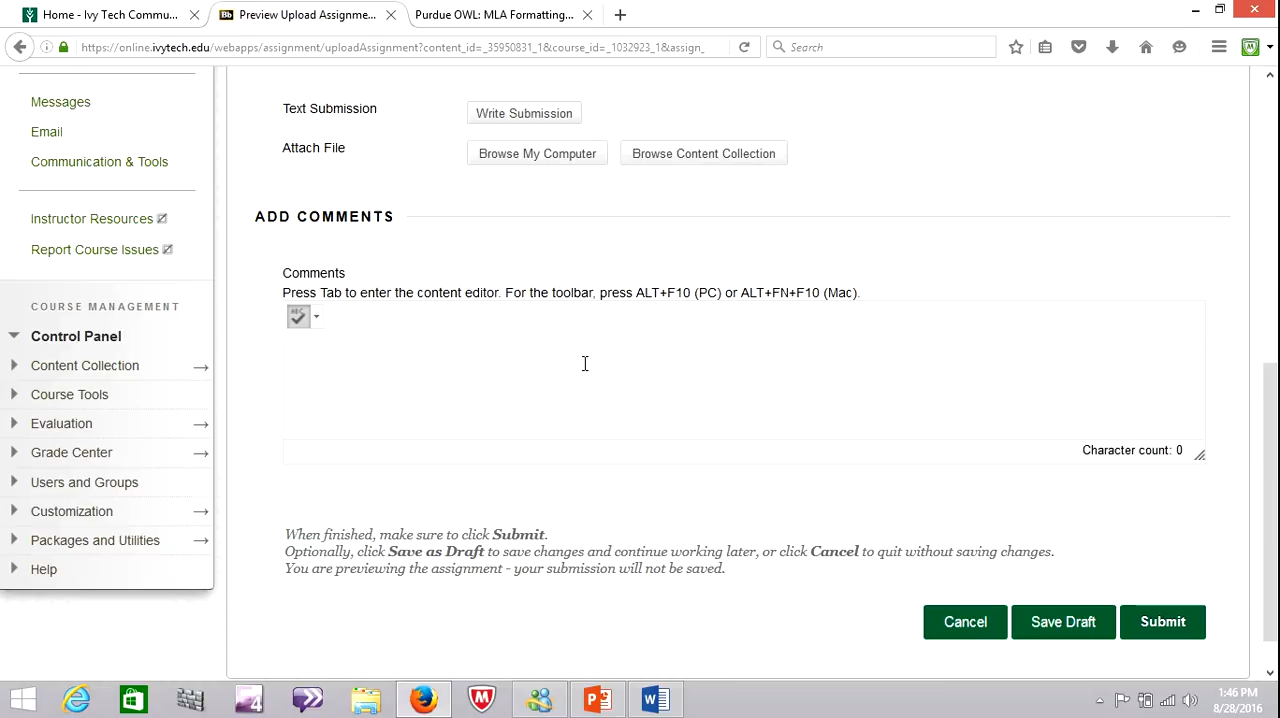 Home - Ivy Tech Commu...
Preview Upload Assignme...
Purdue OWL: MLA Formatting...
https://online.ivytech.edu/webapps/assignment/uploadAssignment?content_id=_35950831_1&course_id=_1032923_1&assign_
Search
Messages
Email
Communication & Tools
Instructor Resources
Report Course Issues
COURSE MANAGEMENT
Control Panel
Content Collection
Course Tools
Evaluation
Grade Center
Users and Groups
Customization
Packages and Utilities
Help
Text Submission
Write Submission
Attach File
Browse My Computer
Browse Content Collection
ADD COMMENTS
Comments
Press Tab to enter the content editor. For the toolbar, press ALT+F10 (PC) or ALT+FN+F10 (Mac).
ABC
Character count: 0
When finished, make sure to click Submit.
Optionally, click Save as Draft to save changes and continue working later, or click Cancel to quit without saving changes.
You are previewing the assignment - your submission will not be saved.
Cancel
Save Draft
Submit
1:46 PM
8/28/2016